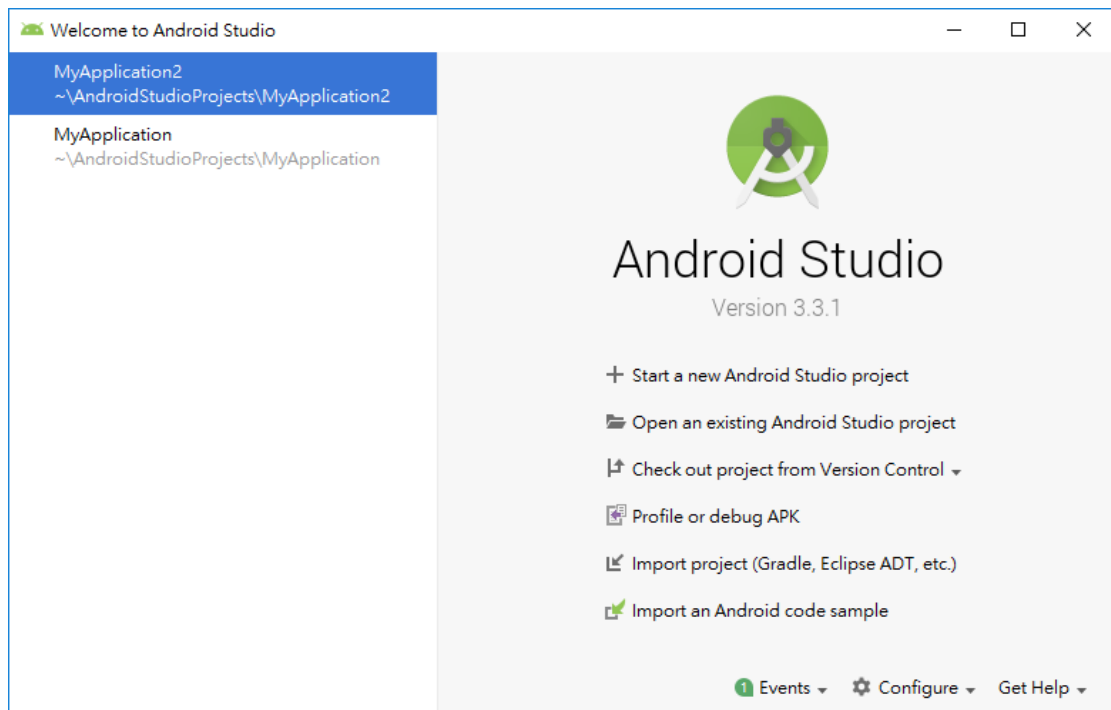 Welcome to Android Studio
MyApplication2
~\AndroidStudioProjects\MyApplication2
MyApplication
~\AndroidStudioProjects\MyApplication
Android Studio
Version 3.3.1
Start a new Android Studio project
Open an existing Android Studio project
Check out project from Version Control
Profile or debug APK
Import project (Gradle, Eclipse ADT, etc.)
Import an Android code sample
1 Events Configure Get Help